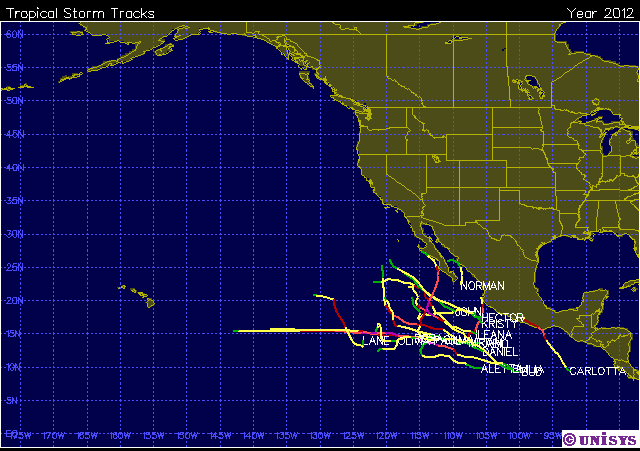 Tropical Storm Tracks Year 2012
60N
55N
50N
45N
40N
35N
30N
25N
NORMAN
20N
JOHN
HECTOR
KRISTY
15N
ILEANA
LANE
DANIEL
10N
CARLOTTA
BUD
5N
EQ
175W 170W 165W 160W 155W 150W 145W 140W 135W 130W 125W 120W 115W 110W 105W 100W 95W
© UNISYS